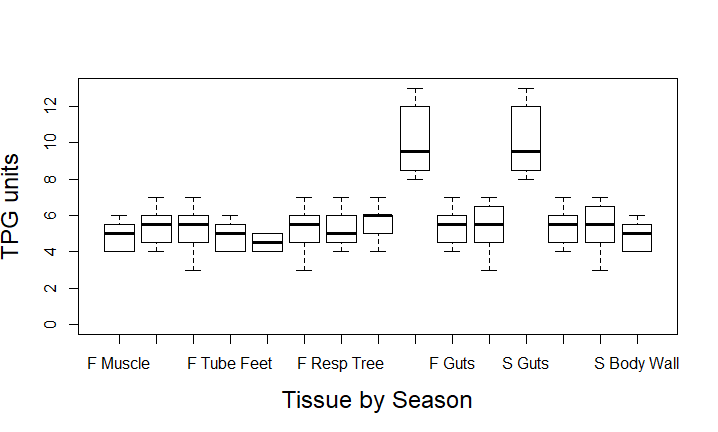 TPG units
12
10
8
6
4
2
0
F Muscle F Tube Feet F Resp Tree F Guts S Guts S Body Wall
Tissue by Season